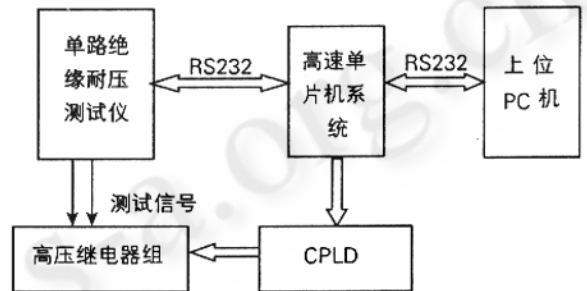 单路绝
缘耐压
测试仪
RS232
高速单
片机系
统
RS232
上位
PC机
测试信号
高压继电器组
CPLD